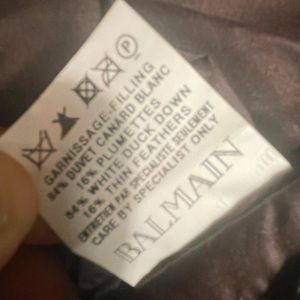 P
GARNISSAGE-FILLING
84% DUVET CANARD BLANC
16% PLUMETTES
84% WHITE DUCK DOWN
16% THIN FEATHERS
ENTRETIEN PAR SPECIALISTE SEULEMENT
CARE BY SPECIALIST ONLY
BALMAIN